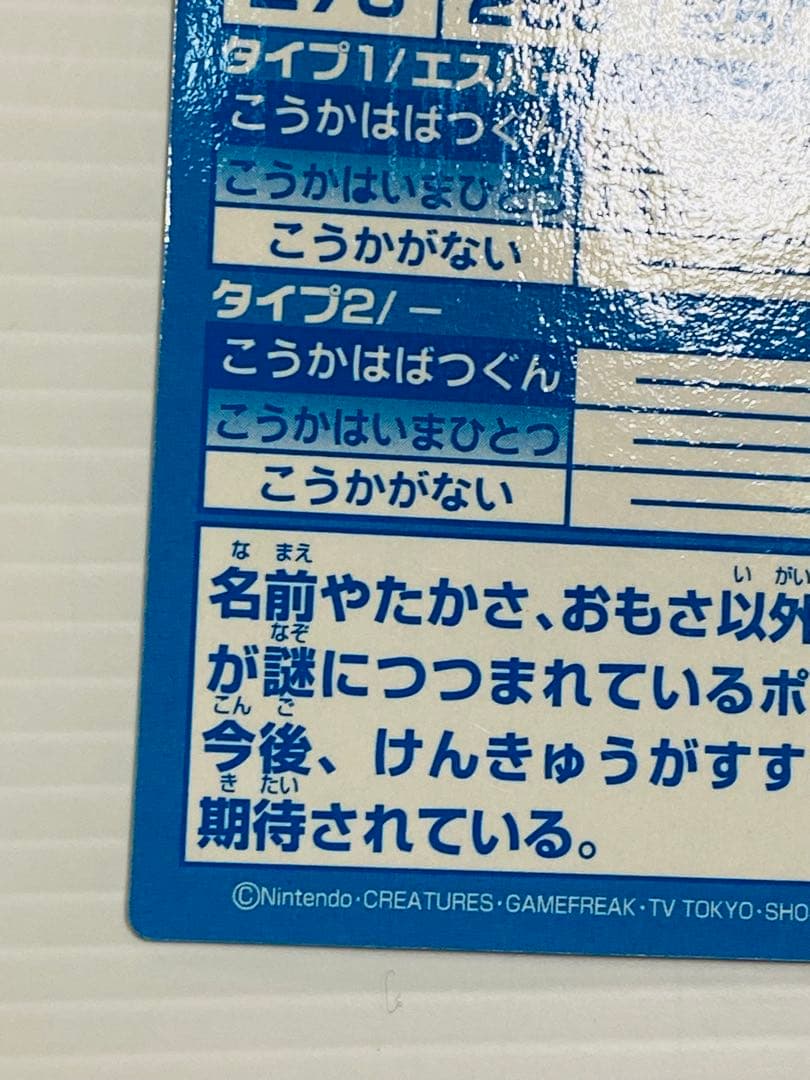 タイプ1/エスパー
こうかはばつぐん
こうかはいまひとつ
こうかがない
タイプ2/ー
こうかはばつぐん
こうかはいまひとつ
こうかがない
な まえ い がい
名前やたかさ、おもさ以外
なぞ
が謎につつまれているポ
こん ご
今後、けんきゅうがすす
き たい
期待されている。
©Nintendo・CREATURES・GAMEFREAK・TV TOKYO・SHO